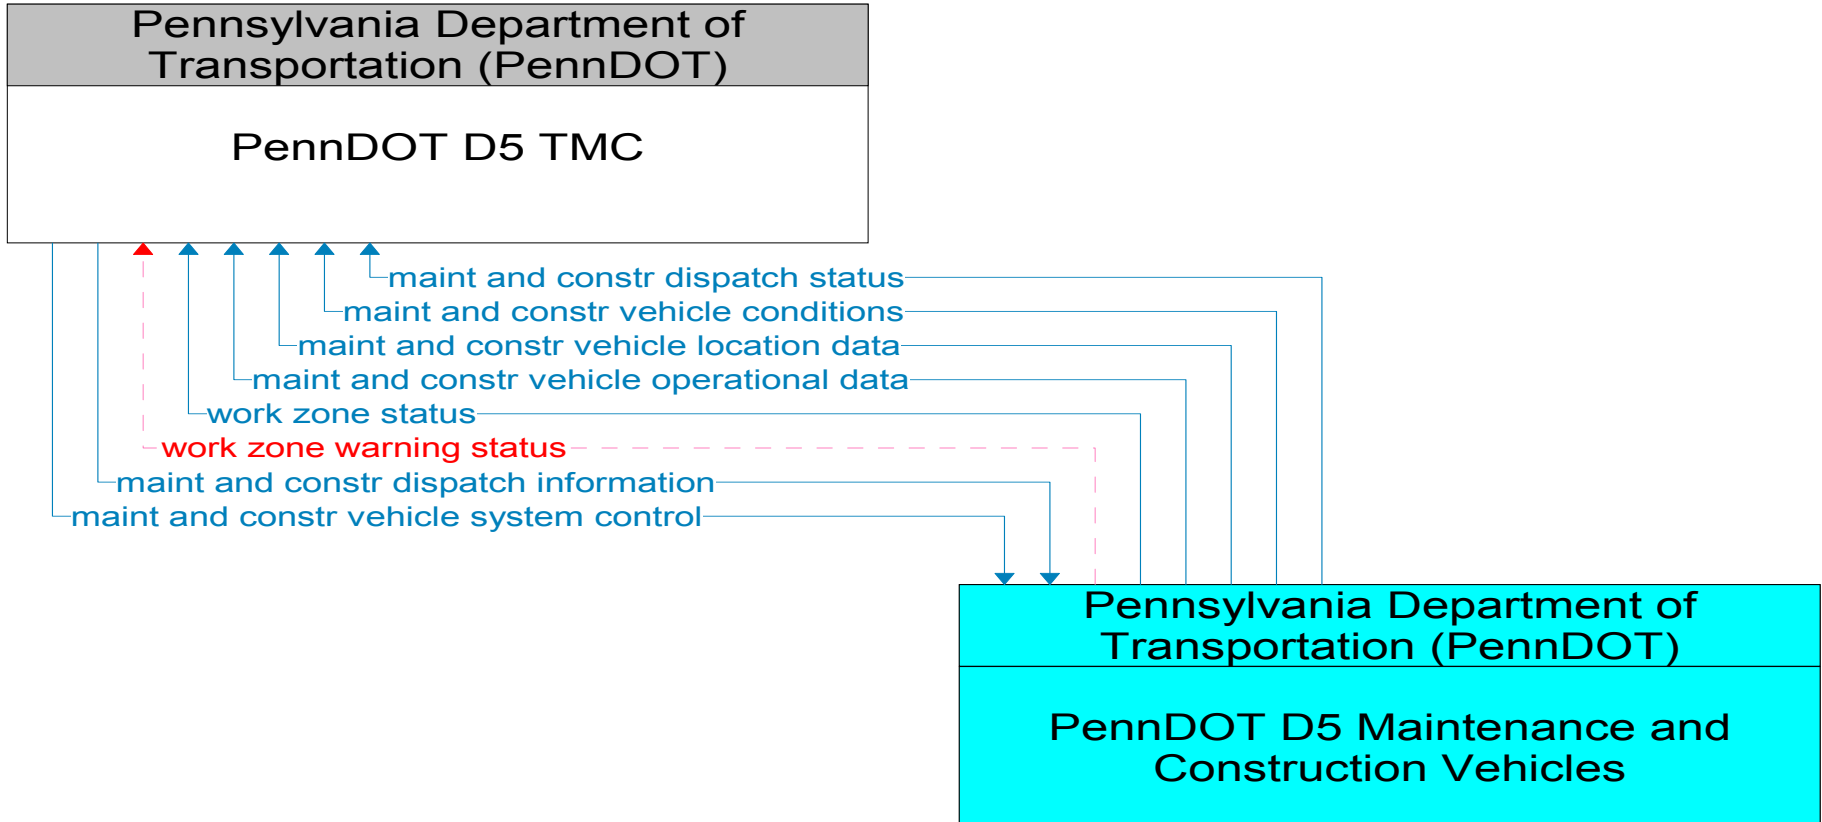 Pennsylvania Department of
Transportation (PennDOT)
PennDOT D5 TMC
maint and constr dispatch status
maint and constr vehicle conditions
maint and constr vehicle location data
maint and constr vehicle operational data
work zone status
work zone warning status
maint and constr dispatch information
maint and constr vehicle system control
Pennsylvania Department of
Transportation (PennDOT)
PennDOT D5 Maintenance and
Construction Vehicles